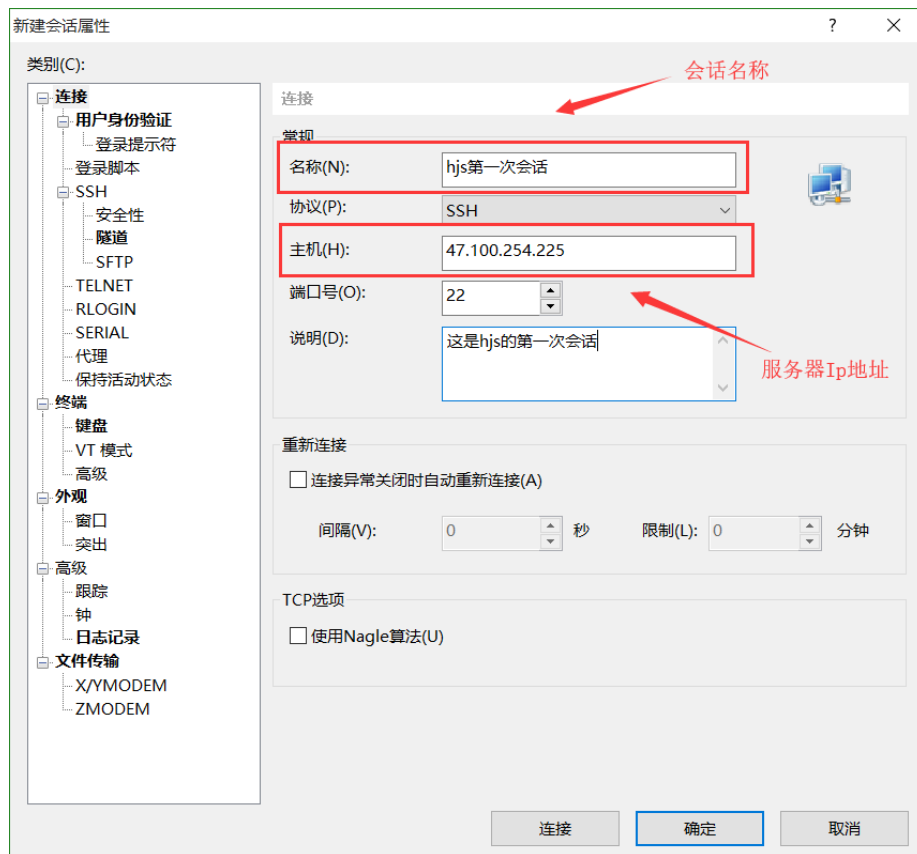 新建会话属性
?
类别(C):
连接
用户身份验证
登录提示符
登录脚本
SSH
安全性
隧道
SFTP
TELNET
RLOGIN
SERIAL
代理
保持活动状态
终端
键盘
VT 模式
高级
外观
窗口
突出
高级
跟踪
钟
日志记录
文件传输
X/YMODEM
ZMODEM
会话名称
连接
常规
名称(N): hjs第一次会话
协议(P): SSH
主机(H): 47.100.254.225
端口号(O): 22
说明(D): 这是hjs的第一次会话
服务器Ip地址
重新连接
连接异常关闭时自动重新连接(A)
间隔(V): 0 秒 限制(L): 0 分钟
TCP选项
使用Nagle算法(U)
连接 确定 取消